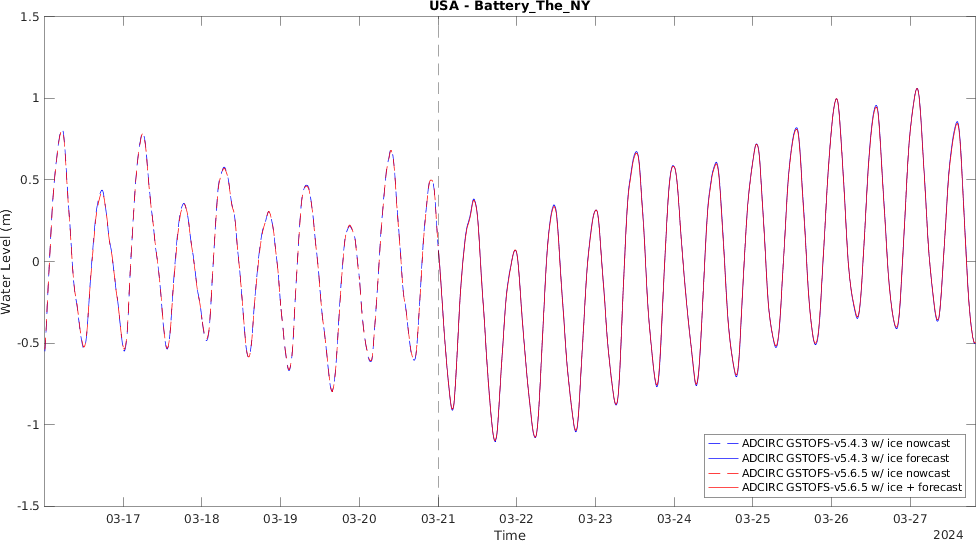 USA - Battery_The_NY
1.5
1
0.5
0
-0.5
-1
-1.5
Water Level (m)
03-17 03-18 03-19 03-20 03-21 03-22 03-23 03-24 03-25 03-26 03-27
Time
2024
ADCIRC GSTOFS-v5.4.3 w/ ice nowcast
ADCIRC GSTOFS-v5.4.3 w/ ice forecast
ADCIRC GSTOFS-v5.6.5 w/ ice nowcast
ADCIRC GSTOFS-v5.6.5 w/ ice + forecast